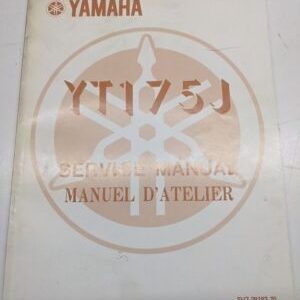 YAMAHA
YT175J
SERVICE MANUAL
MANUEL D'ATELIER